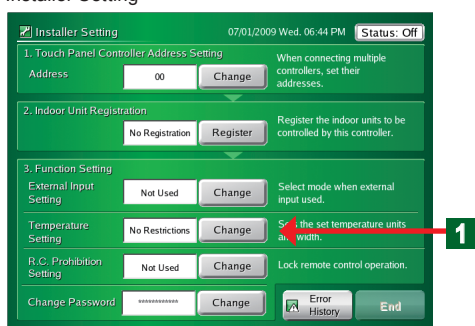 Installer Setting
Installer Setting 07/01/2009 Wed. 06:44 PM Status: Off
1. Touch Panel Controller Address Setting
Address 00 Change
When connecting multiple
controllers, set their
addresses.
2. Indoor Unit Registration
No Registration Register
Register the indoor units to be
controlled by this controller.
3. Function Setting
External Input
Setting
Not Used Change
Select mode when external
input used.
Temperature
Setting
No Restrictions Change
the set temperature units
width.
1
R.C. Prohibition
Setting
Not Used Change
Lock remote control operation.
Change Password ************ Change
Error
History
End